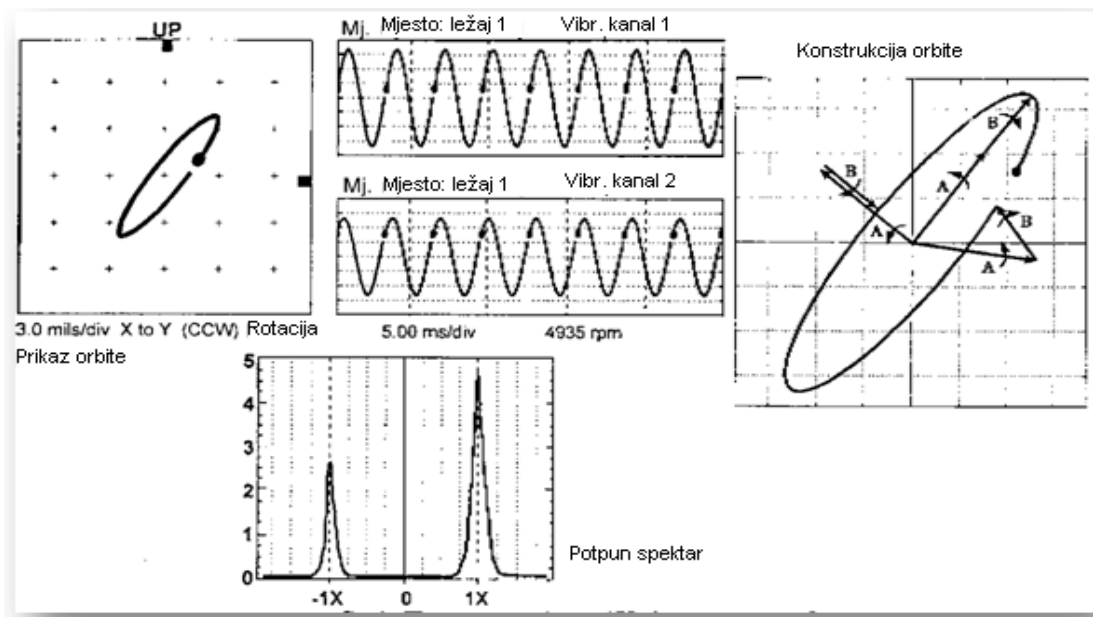 UP
Mj. Mjesto: ležaj 1 Vibr. kanal 1
Konstrukcija orbite
B
A
B
A
B
A
Mj. Mjesto: ležaj 1 Vibr. kanal 2
3.0 mils/div X to Y (CCW) Rotacija
5.00 ms/div 4935 rpm
Prikaz orbite
5
4
3
2
1
0
-1X 0 1X
Potpun spektar